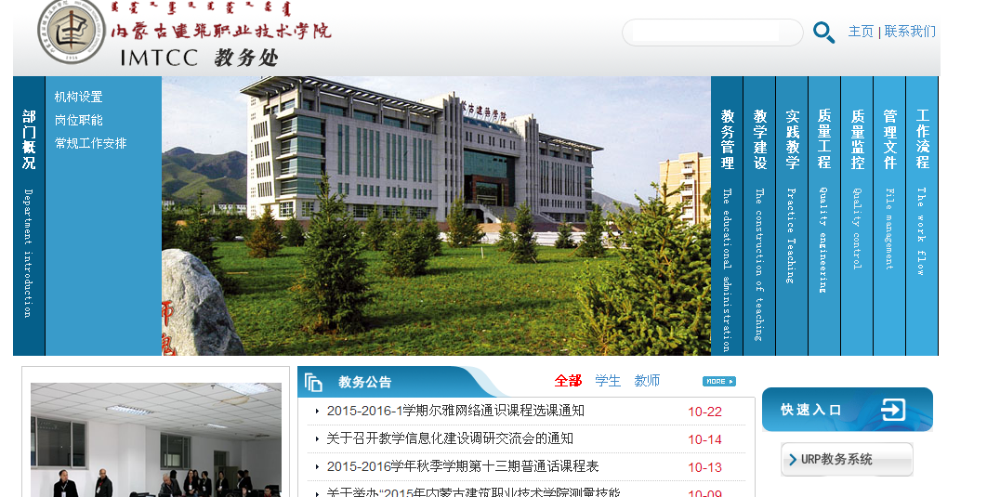 内蒙古建筑职业技术学院
IMTCC 教务处
主页 | 联系我们
部门概况 Department introduction
机构设置
岗位职能
常规工作安排
教务管理 The educational administration
教学建设 The construction of teaching
实践教学 Practice Teaching
质量工程 Quality engineering
质量监控 Quality control
管理文件 File management
工作流程 The work flow
教务公告
全部 学生 教师 MORE
2015-2016-1学期尔雅网络通识课程选课通知 10-22
关于召开教学信息化建设调研交流会的通知 10-14
2015-2016学年秋季学期第十三期普通话课程表 10-13
关于举办“2015年内蒙古建筑职业技术学院测量技能 10-09
快速入口
URP教务系统